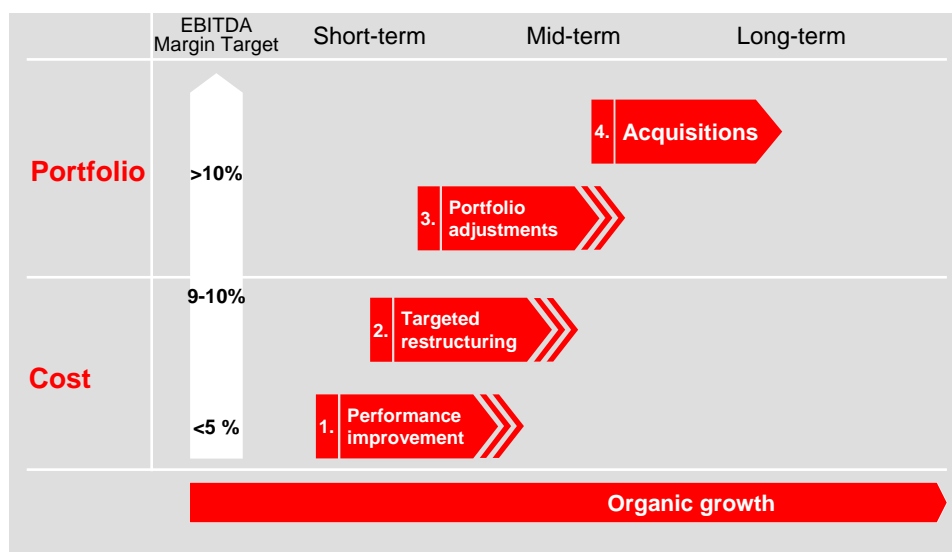 EBITDA
Margin Target
Short-term
Mid-term
Long-term
Portfolio
>10%
4. Acquisitions
3. Portfolio
adjustments
9-10%
2. Targeted
restructuring
Cost
<5 %
1. Performance
improvement
Organic growth